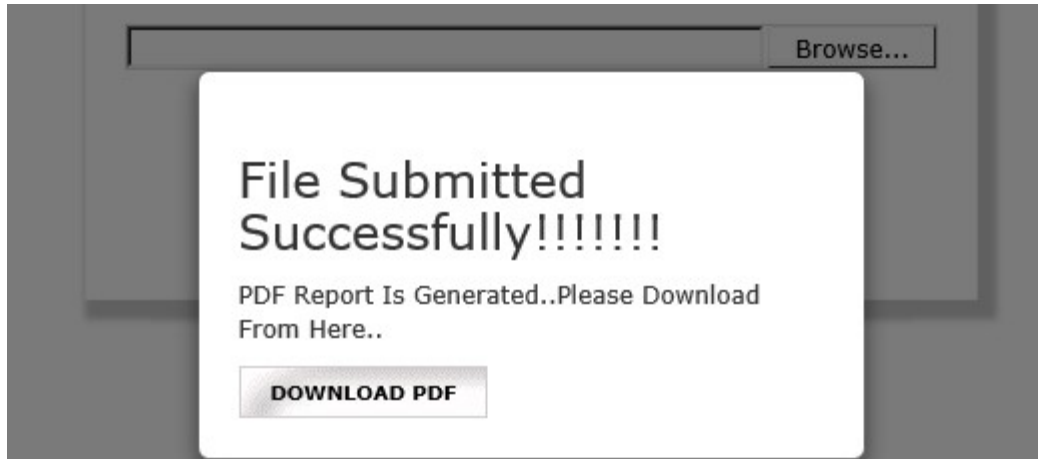 Browse...
File Submitted
Successfully!!!!!!!
PDF Report Is Generated..Please Download
From Here..
DOWNLOAD PDF